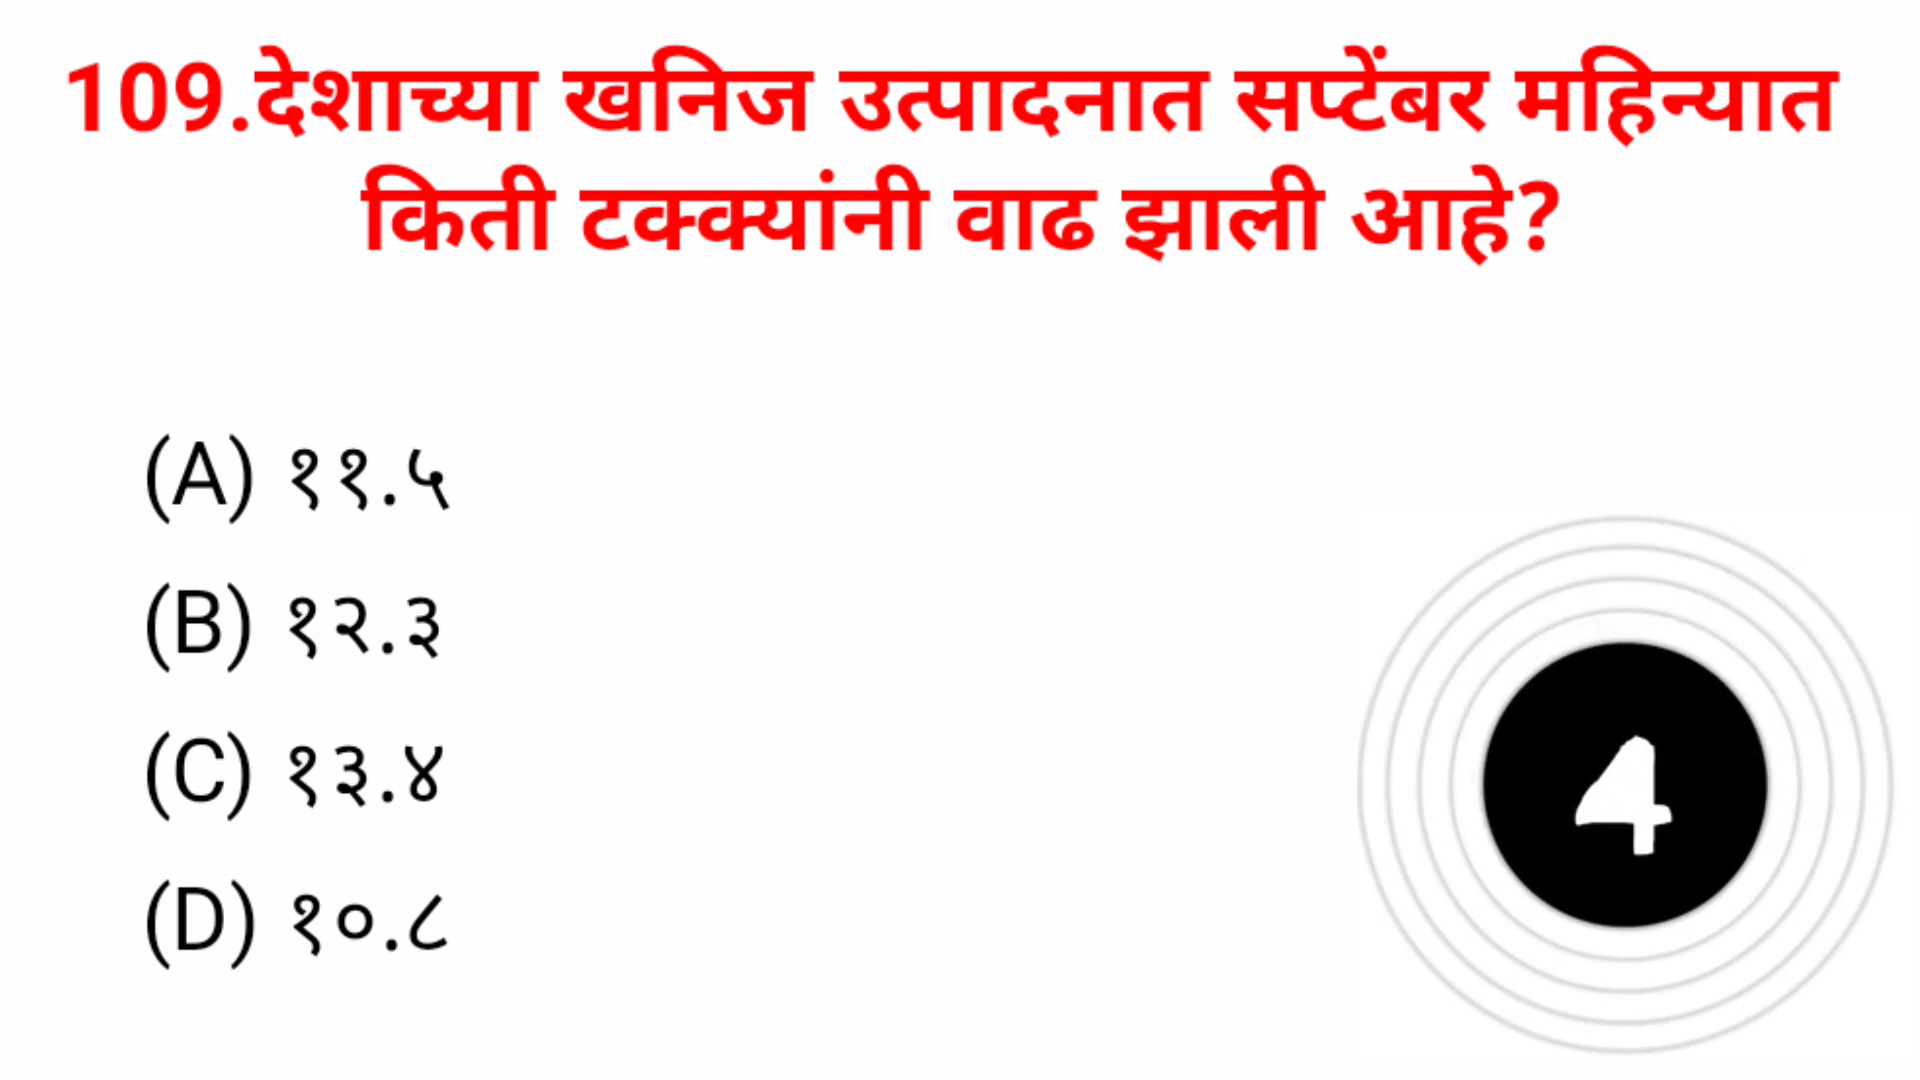 109.देशाच्या खनिज उत्पादनात सप्टेंबर महिन्यात
किती टक्क्यांनी वाढ झाली आहे?
(A) ११.५
(B) १२.३
(C) १३.४
(D) १०.८
4